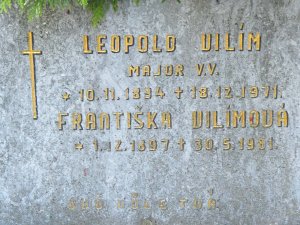 LEOPOLD VILÍM
MAJOR V.V.
* 10.11.1894 † 18.12.1971.
FRANTIŠKA VILÍMOVÁ
* 1.12.1897 † 30.5.1981.